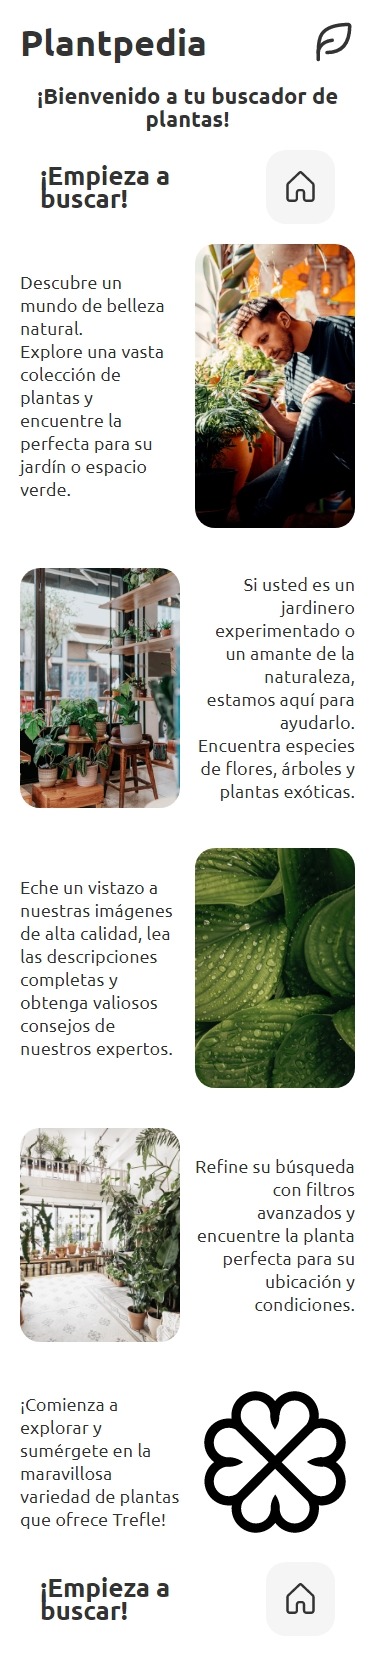 Plantpedia
¡Bienvenido a tu buscador de
plantas!
¡Empieza a
buscar!
Descubre un
mundo de belleza
natural.
Explore una vasta
colección de
plantas y
encuentre la
perfecta para su
jardín o espacio
verde.
Si usted es un
jardinero
experimentado o
un amante de la
naturaleza,
estamos aquí para
ayudarlo.
Encuentra especies
de flores, árboles y
plantas exóticas.
Eche un vistazo a
nuestras imágenes
de alta calidad, lea
las descripciones
completas y
obtenga valiosos
consejos de
nuestros expertos.
Refine su búsqueda
con filtros
avanzados y
encuentre la planta
perfecta para su
ubicación y
condiciones.
¡Comienza a
explorar y
sumérgete en la
maravillosa
variedad de plantas
que ofrece Trefle!
¡Empieza a
buscar!